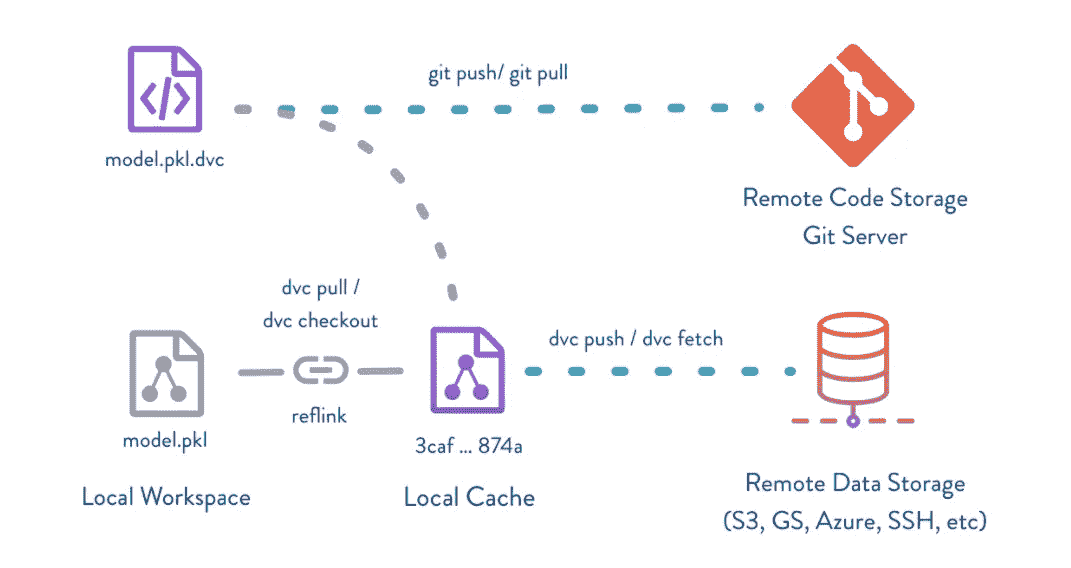 git push/ git pull
model.pkl.dvc
Remote Code Storage
Git Server
dvc pull /
dvc checkout
dvc push / dvc fetch
reflink
model.pkl
3caf ... 874a
Local Workspace
Local Cache
Remote Data Storage
(S3, GS, Azure, SSH, etc)